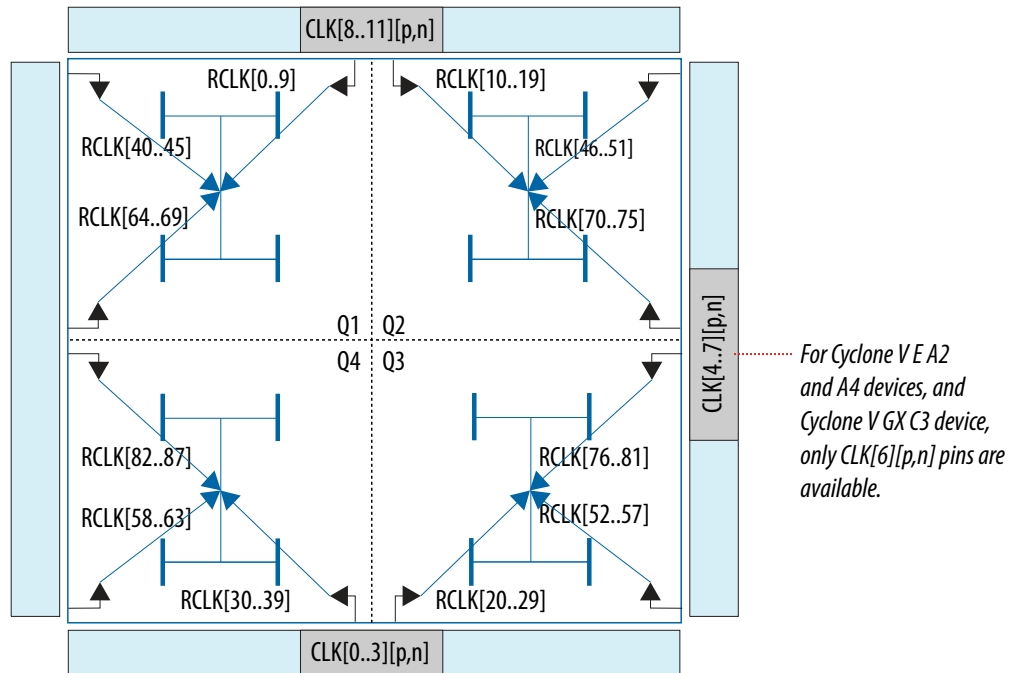 CLK[8..11][p,n]
RCLK[0..9]
RCLK[10..19]
RCLK[40..45]
RCLK[46..51]
RCLK[64..69]
RCLK[70..75]
Q1
Q2
Q4
Q3
CLK[4..7][p,n]
For Cyclone V E A2
and A4 devices, and
Cyclone V GX C3 device,
only CLK[6][p,n] pins are
available.
RCLK[82..87]
RCLK[76..81]
RCLK[58..63]
RCLK[52..57]
RCLK[30..39]
RCLK[20..29]
CLK[0..3][p,n]